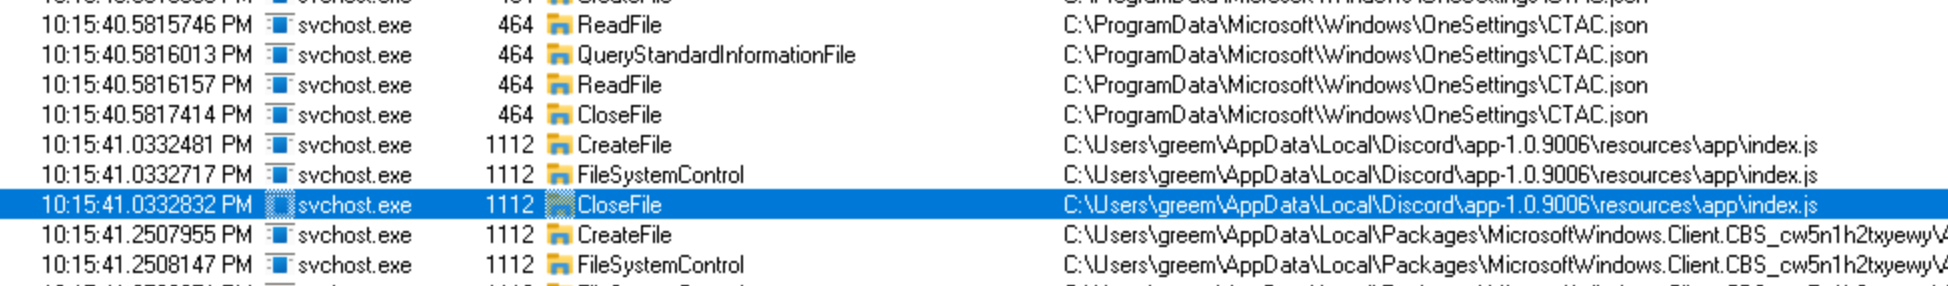 10:15:40.5815746 PM svchost.exe 464 ReadFile C:\ProgramData\Microsoft\Windows\OneSettings\CTAC.json
10:15:40.5816013 PM svchost.exe 464 QueryStandardInformationFile C:\ProgramData\Microsoft\Windows\OneSettings\CTAC.json
10:15:40.5816157 PM svchost.exe 464 ReadFile C:\ProgramData\Microsoft\Windows\OneSettings\CTAC.json
10:15:40.5817414 PM svchost.exe 464 CloseFile C:\ProgramData\Microsoft\Windows\OneSettings\CTAC.json
10:15:41.0332481 PM svchost.exe 1112 CreateFile C:\Users\greem\AppData\Local\Discord\app-1.0.9006\resources\app\index.js
10:15:41.0332717 PM svchost.exe 1112 FileSystemControl C:\Users\greem\AppData\Local\Discord\app-1.0.9006\resources\app\index.js
10:15:41.0332832 PM svchost.exe 1112 CloseFile C:\Users\greem\AppData\Local\Discord\app-1.0.9006\resources\app\index.js
10:15:41.2507955 PM svchost.exe 1112 CreateFile C:\Users\greem\AppData\Local\Packages\MicrosoftWindows.Client.CBS_cw5n1h2txyewy\
10:15:41.2508147 PM svchost.exe 1112 FileSystemControl C:\Users\greem\AppData\Local\Packages\MicrosoftWindows.Client.CBS_cw5n1h2txyewy\